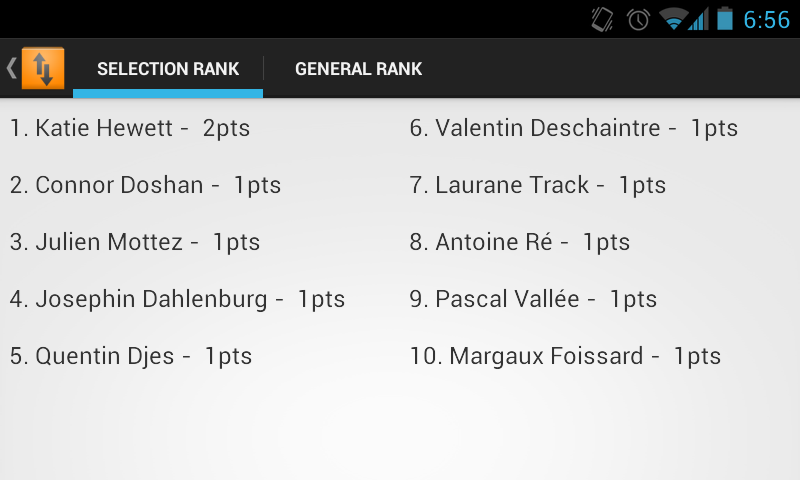 6:56
SELECTION RANK
GENERAL RANK
1. Katie Hewett -  2pts
2. Connor Doshan -  1pts
3. Julien Mottez -  1pts
4. Josephin Dahlenburg -  1pts
5. Quentin Djes -  1pts
6. Valentin Deschaintre -  1pts
7. Laurane Track -  1pts
8. Antoine Ré -  1pts
9. Pascal Vallée -  1pts
10. Margaux Foissard -  1pts